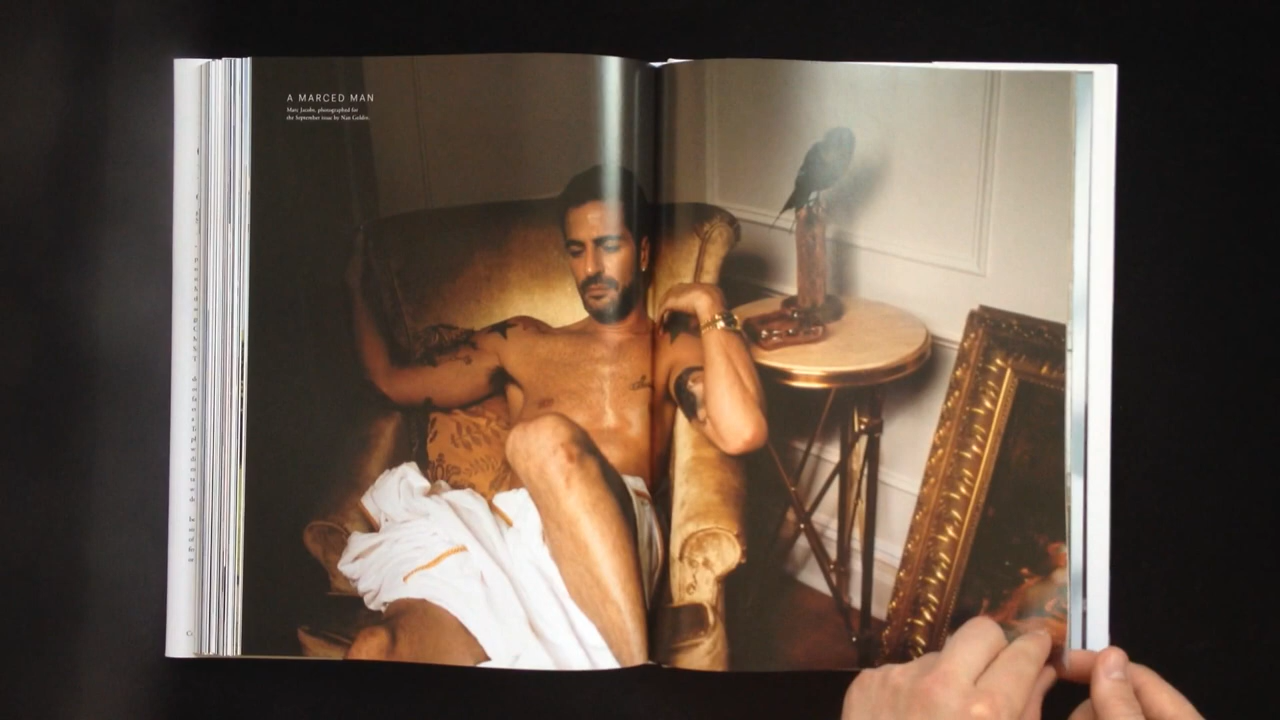 A MARCED MAN
Marc Jacobs, photographed for
the September issue by Nan Goldin.